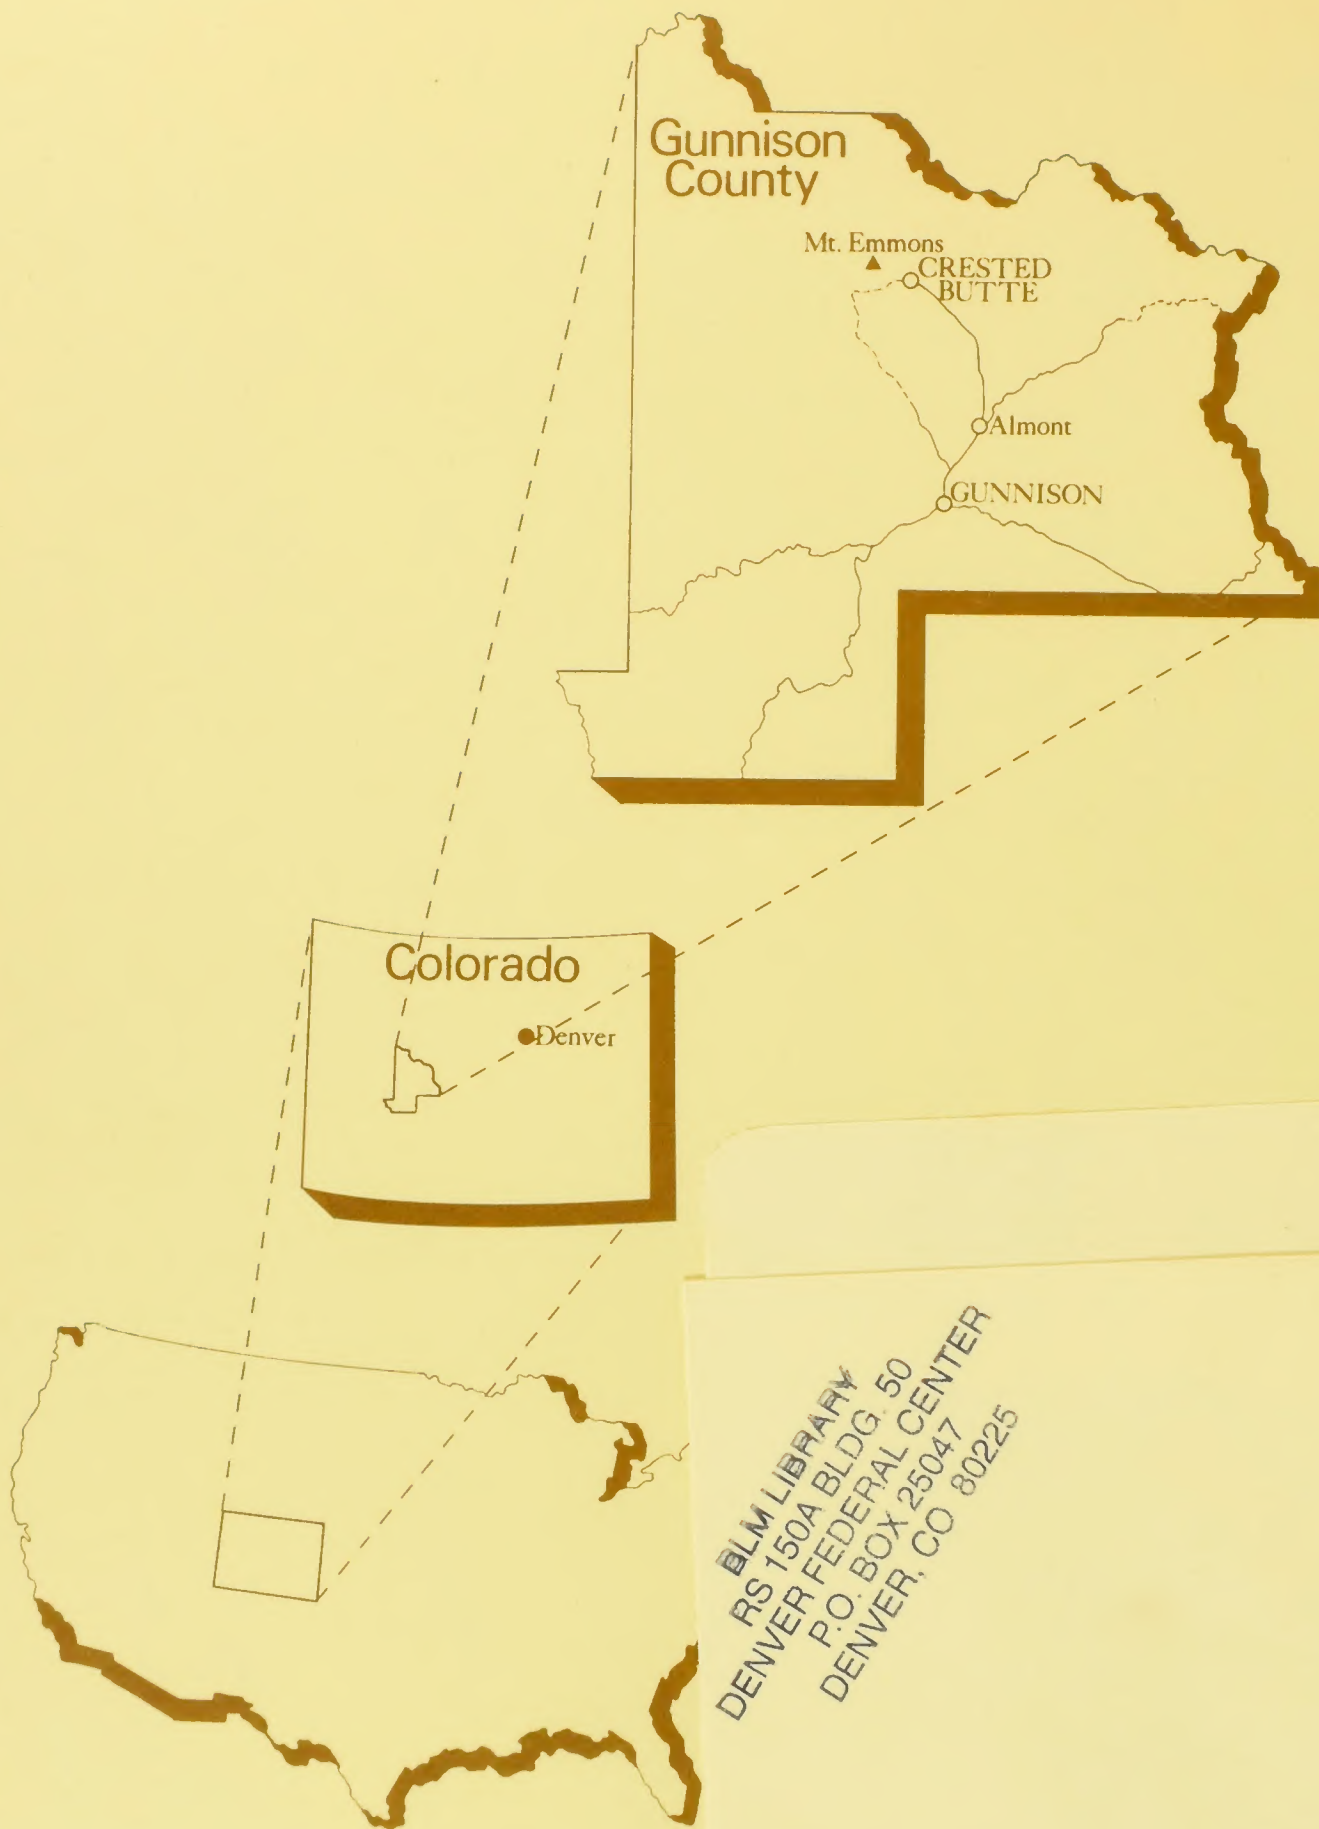 Gunnison
County
Mt. Emmons
CRESTED
BUTTE
Almont
GUNNISON
Colorado
Denver
BLM LIBRARY
RS 150A BLDG. 50
DENVER FEDERAL CENTER
P.O. BOX 25047
DENVER, CO 80225